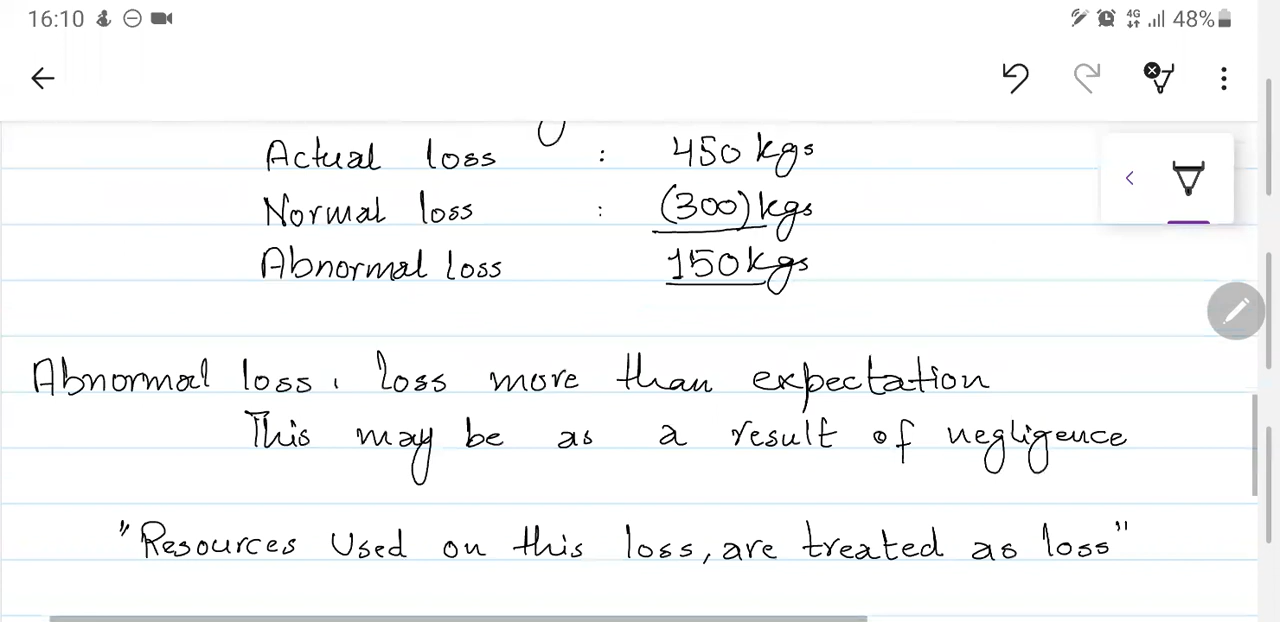 16:10 4G 48%
Actual loss : 450 kgs
Normal loss : (300) kgs
Abnormal loss 150 kgs
Abnormal loss. loss more than expectation
This may be as a result of negligence
"Resources Used on this loss, are treated as loss"